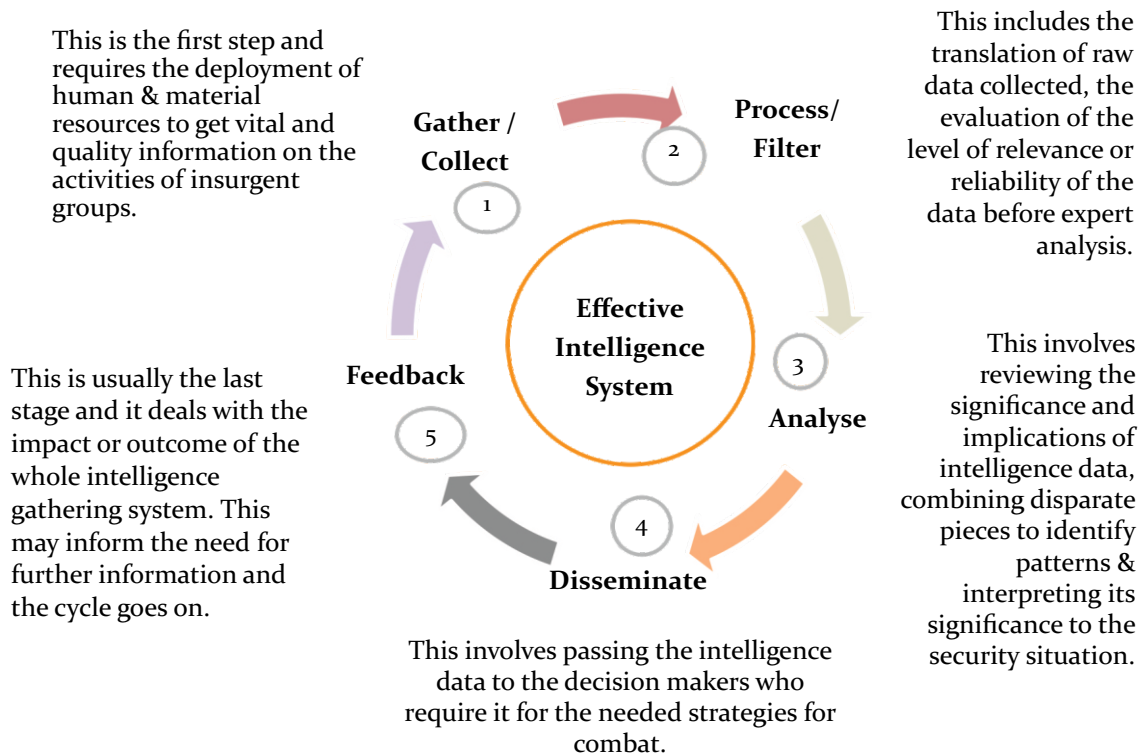 This is the first step and
requires the deployment of
human & material
resources to get vital and
quality information on the
activities of insurgent
groups.
Gather /
Collect
1
2
Process/
Filter
This includes the
translation of raw
data collected, the
evaluation of the
level of relevance or
reliability of the
data before expert
analysis.
Effective
Intelligence
System
3
Analyse
This involves
reviewing the
significance and
implications of
intelligence data,
combining disparate
pieces to identify
patterns &
interpreting its
significance to the
security situation.
4
Disseminate
This involves passing the intelligence
data to the decision makers who
require it for the needed strategies for
combat.
Feedback
5
This is usually the last
stage and it deals with the
impact or outcome of the
whole intelligence
gathering system. This
may inform the need for
further information and
the cycle goes on.